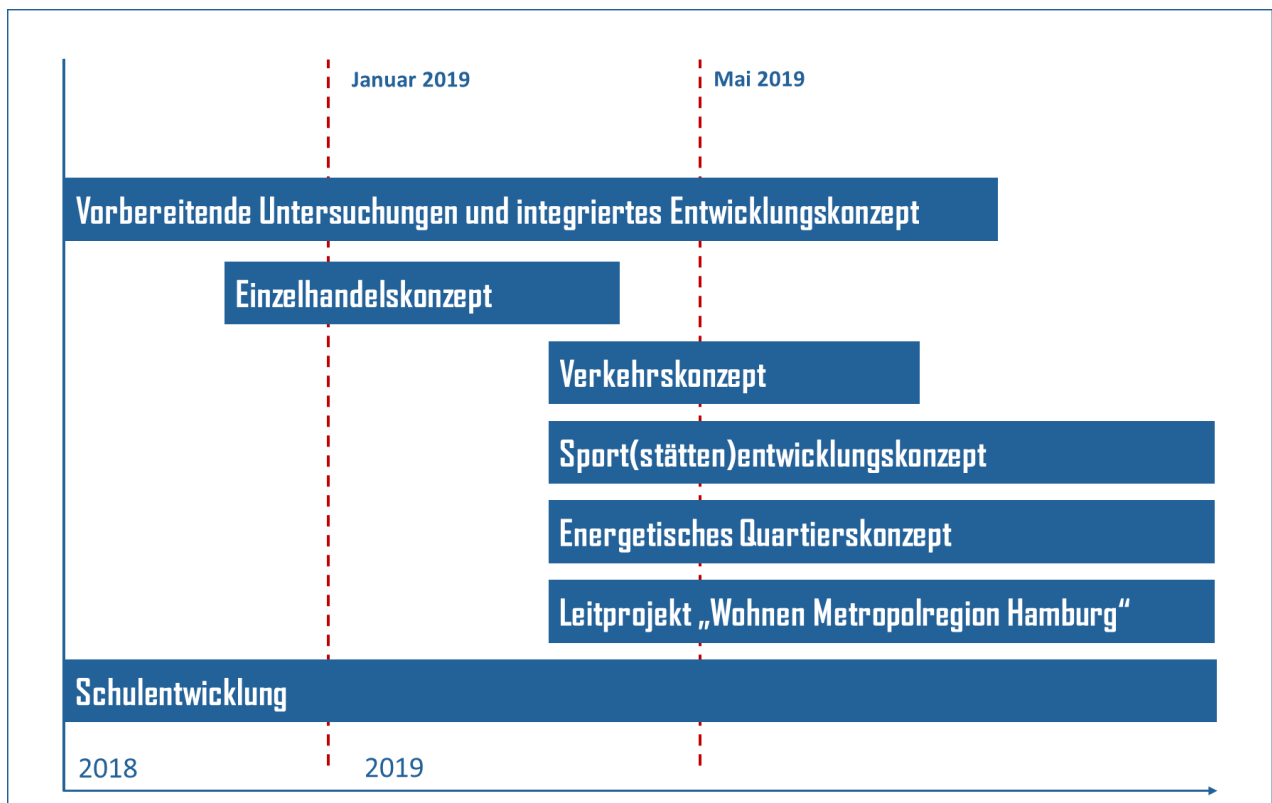 Januar 2019
Mai 2019
Vorbereitende Untersuchungen und integriertes Entwicklungskonzept
Einzelhandelskonzept
Verkehrskonzept
Sport(stätten)entwicklungskonzept
Energetisches Quartierskonzept
Leitprojekt „Wohnen Metropolregion Hamburg“
Schulentwicklung
2018
2019